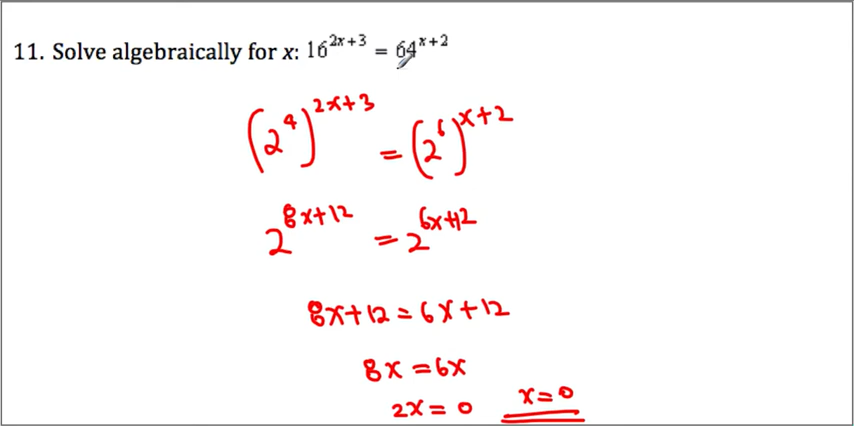 11. Solve algebraically for x: 16^{2x+3} = 64^{x+2}
(2^4)^{2x+3} = (2^6)^{x+2}
2^{8x+12} = 2^{6x+12}
8x+12 = 6x+12
8x = 6x
2x = 0 x = 0